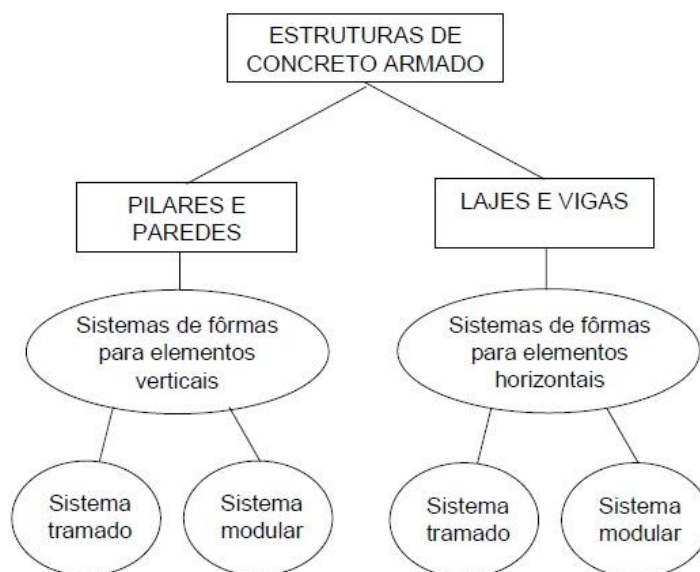 ESTRUTURAS DE
CONCRETO ARMADO
PILARES E
PAREDES
LAJES E VIGAS
Sistemas de fôrmas
para elementos
verticais
Sistemas de fôrmas
para elementos
horizontais
Sistema
tramado
Sistema
modular
Sistema
tramado
Sistema
modular